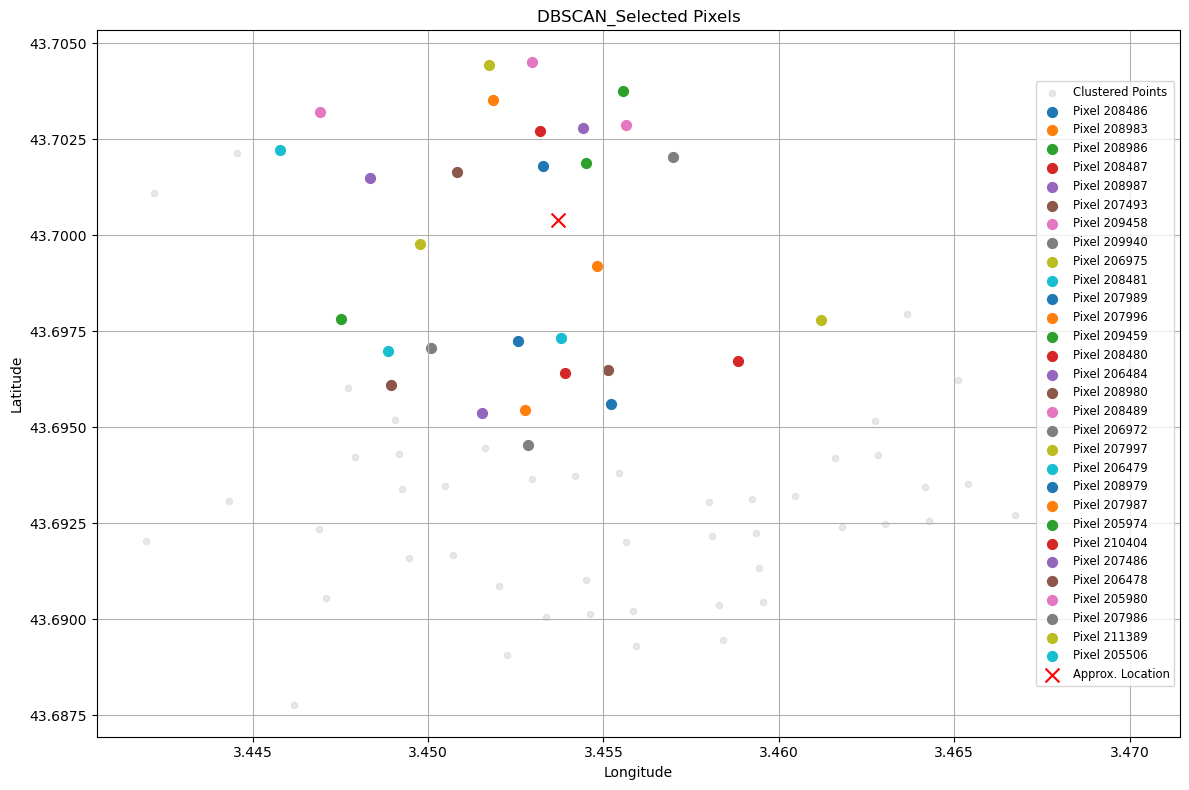 DBSCAN_Selected Pixels
43.7050
43.7025
43.7000
43.6975
43.6950
43.6925
43.6900
43.6875
Latitude
3.445
3.450
3.455
3.460
3.465
3.470
Longitude
Clustered Points
Pixel 208486
Pixel 208983
Pixel 208986
Pixel 208487
Pixel 208987
Pixel 207493
Pixel 209458
Pixel 209940
Pixel 206975
Pixel 208481
Pixel 207989
Pixel 207996
Pixel 209459
Pixel 208480
Pixel 206484
Pixel 208980
Pixel 208489
Pixel 206972
Pixel 207997
Pixel 206479
Pixel 208979
Pixel 207987
Pixel 205974
Pixel 210404
Pixel 207486
Pixel 206478
Pixel 205980
Pixel 207986
Pixel 211389
Pixel 205506
Approx. Location